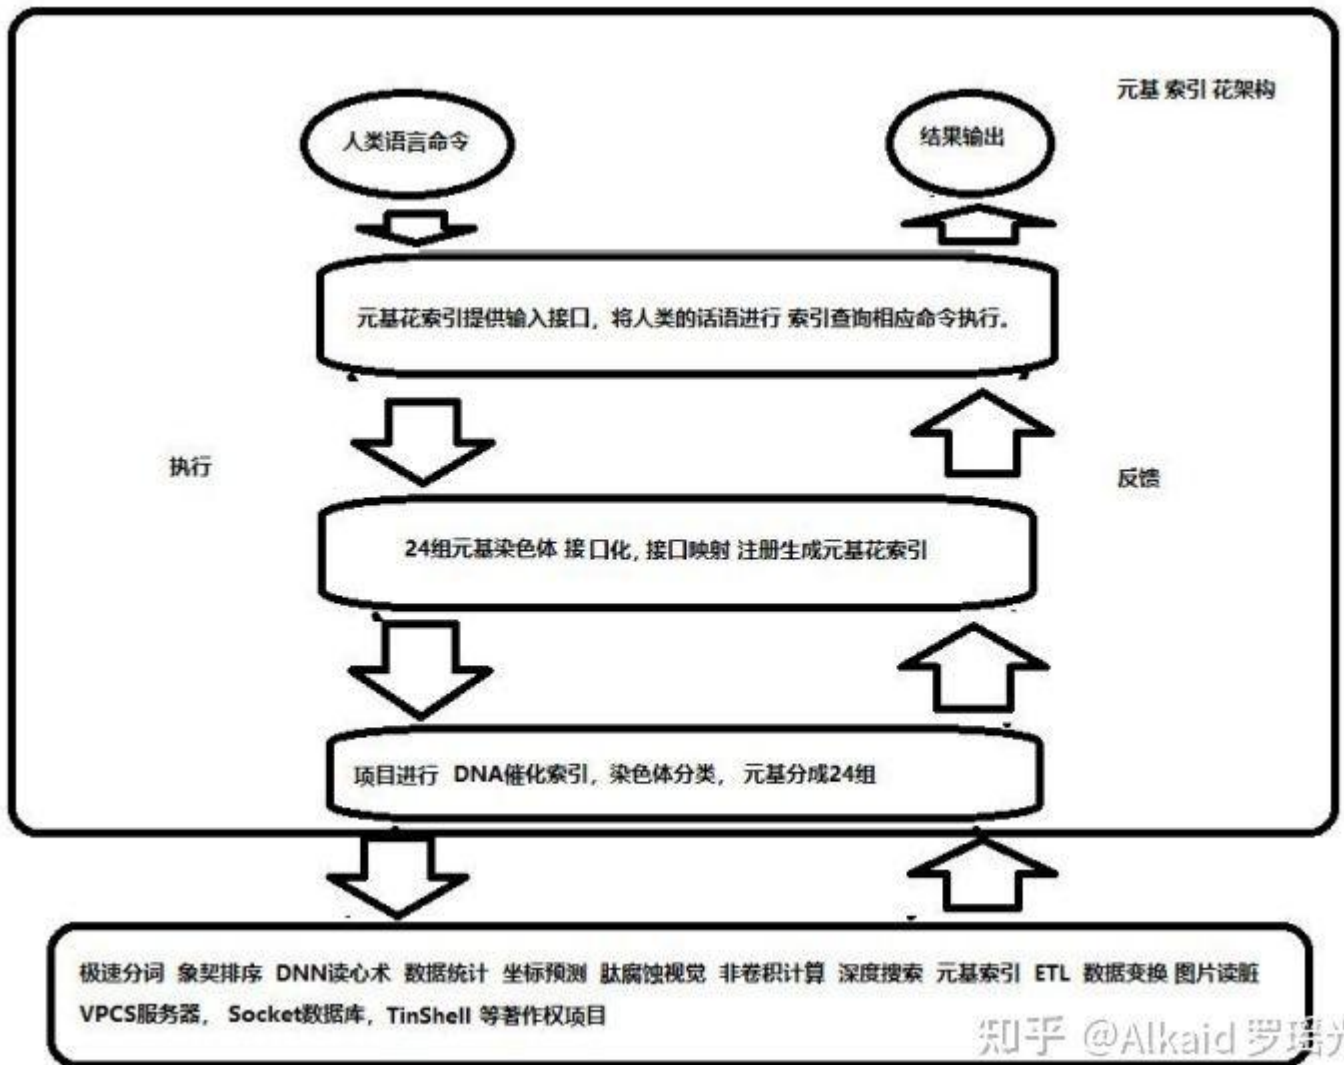 元基 索引 花架构
人类语言命令
结果输出
元基花索引提供输入接口，将人类的话语进行 索引查询相应命令执行。
执行
反馈
24组元基染色体 接口化, 接口映射 注册生成元基花索引
项目进行 DNA催化索引，染色体分类， 元基分成24组
极速分词 象契排序 DNN读心术 数据统计 坐标预测 肽腐蚀视觉 非卷积计算 深度搜索 元基索引 ETL 数据变换 图片读脏
VPCS服务器， Socket数据库，TinShell 等著作权项目
知乎 @Alkaid 罗瑶光